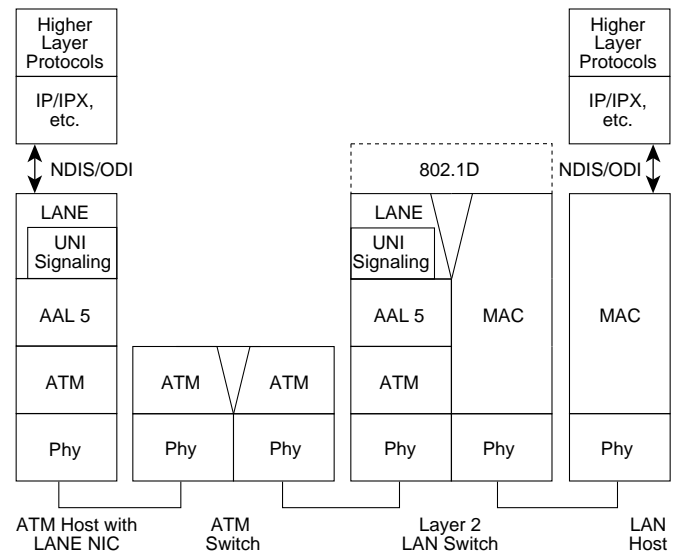 Higher
Layer
Protocols
IP/IPX,
etc.
NDIS/ODI
LANE
UNI
Signaling
AAL 5
ATM
Phy
ATM Host with
LANE NIC
ATM
ATM
Phy
Phy
ATM
Switch
802.1D
LANE
UNI
Signaling
AAL 5
MAC
ATM
Phy
Phy
Layer 2
LAN Switch
Higher
Layer
Protocols
IP/IPX,
etc.
NDIS/ODI
MAC
Phy
LAN
Host